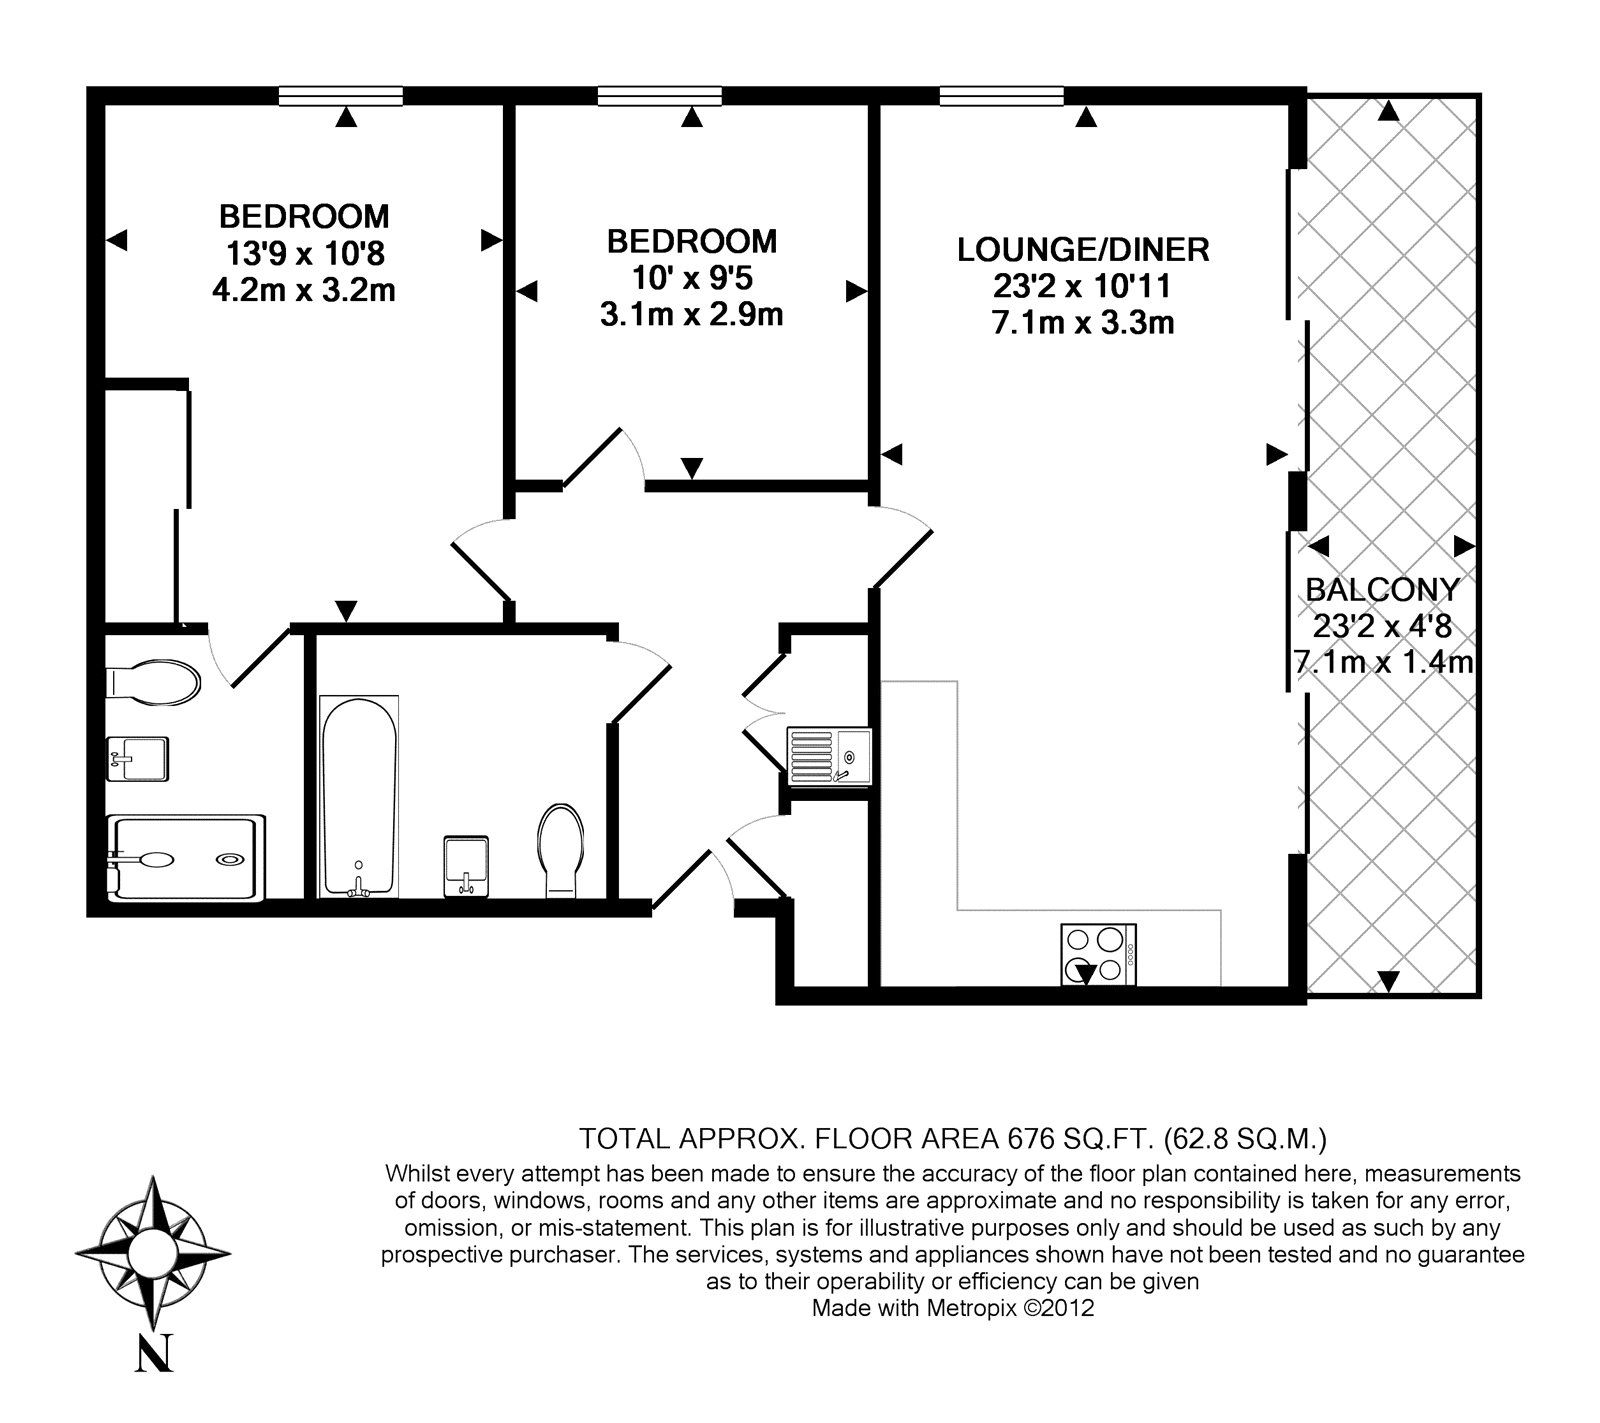 BEDROOM
13'9 x 10'8
4.2m x 3.2m
BEDROOM
10' x 9'5
3.1m x 2.9m
LOUNGE/DINER
23'2 x 10'11
7.1m x 3.3m
BALCONY
23'2 x 4'8
7.1m x 1.4m
TOTAL APPROX. FLOOR AREA 676 SQ.FT. (62.8 SQ.M.)
Whilst every attempt has been made to ensure the accuracy of the floor plan contained here, measurements
of doors, windows, rooms and any other items are approximate and no responsibility is taken for any error,
omission, or mis-statement. This plan is for illustrative purposes only and should be used as such by any
prospective purchaser. The services, systems and appliances shown have not been tested and no guarantee
as to their operability or efficiency can be given
Made with Metropix ©2012
N